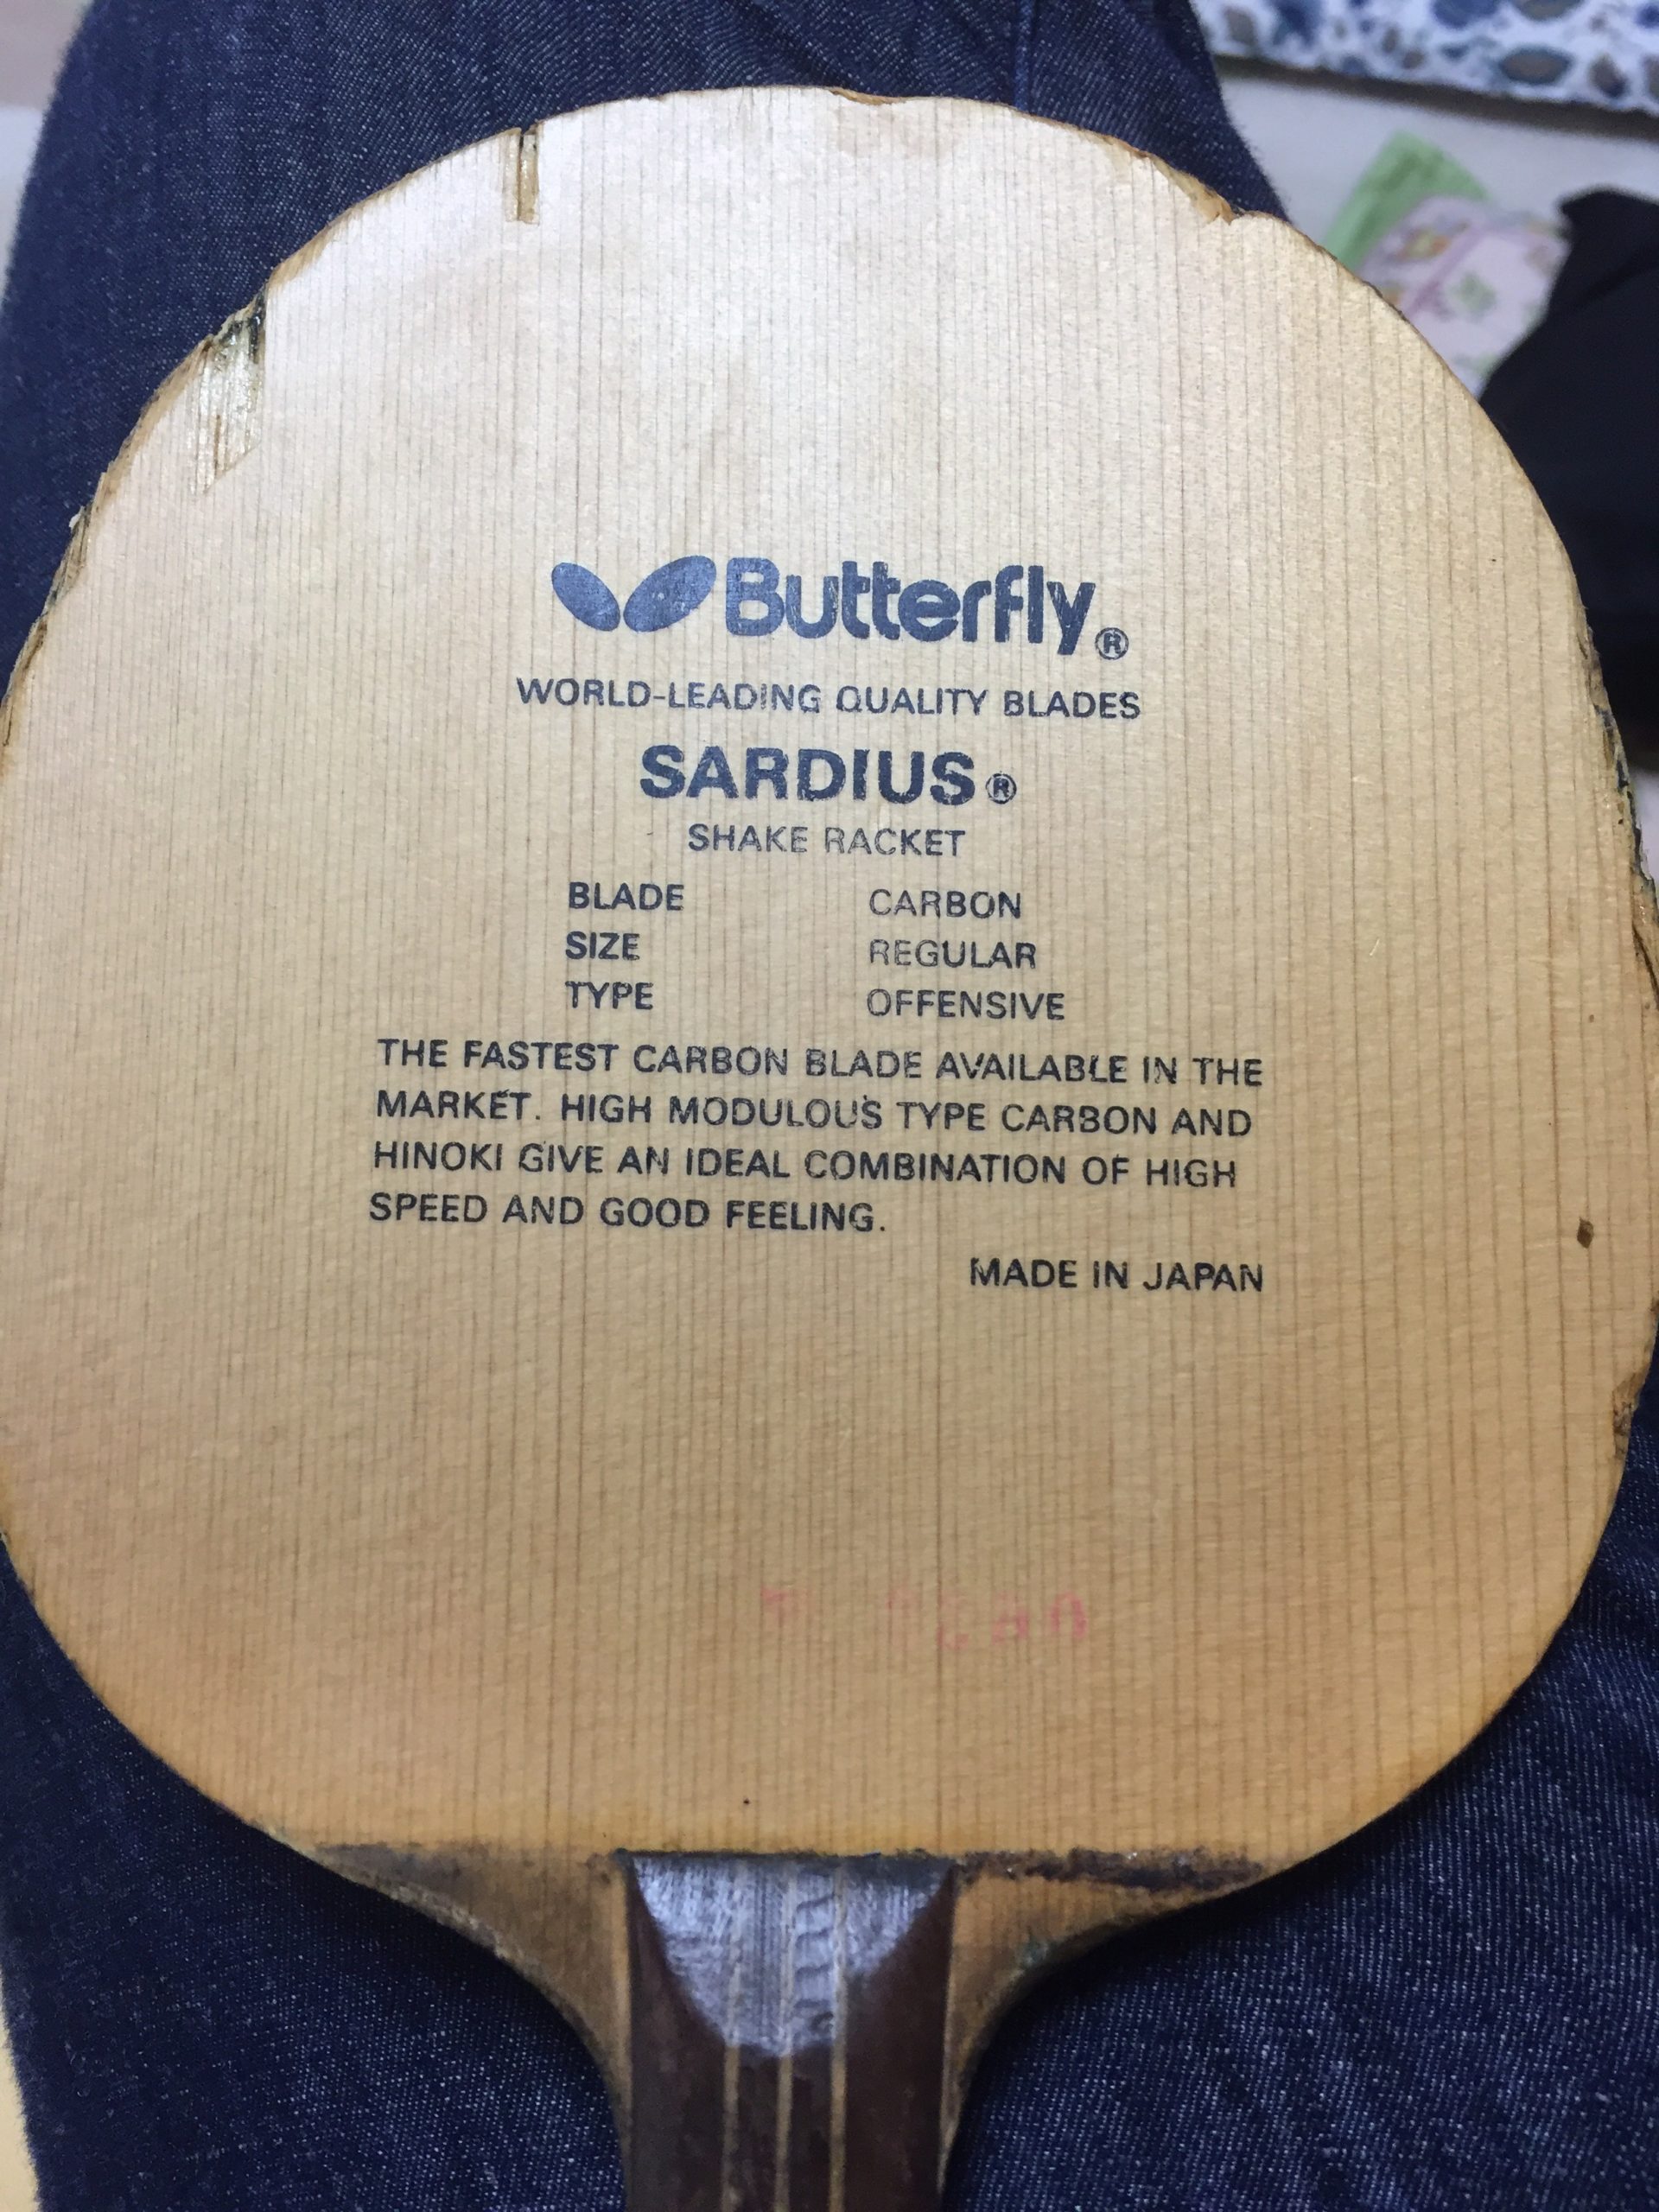 Butterfly®
WORLD-LEADING QUALITY BLADES
SARDIUS®
SHAKE RACKET
BLADE CARBON
SIZE REGULAR
TYPE OFFENSIVE
THE FASTEST CARBON BLADE AVAILABLE IN THE
MARKET. HIGH MODULOUS TYPE CARBON AND
HINOKI GIVE AN IDEAL COMBINATION OF HIGH
SPEED AND GOOD FEELING.
MADE IN JAPAN